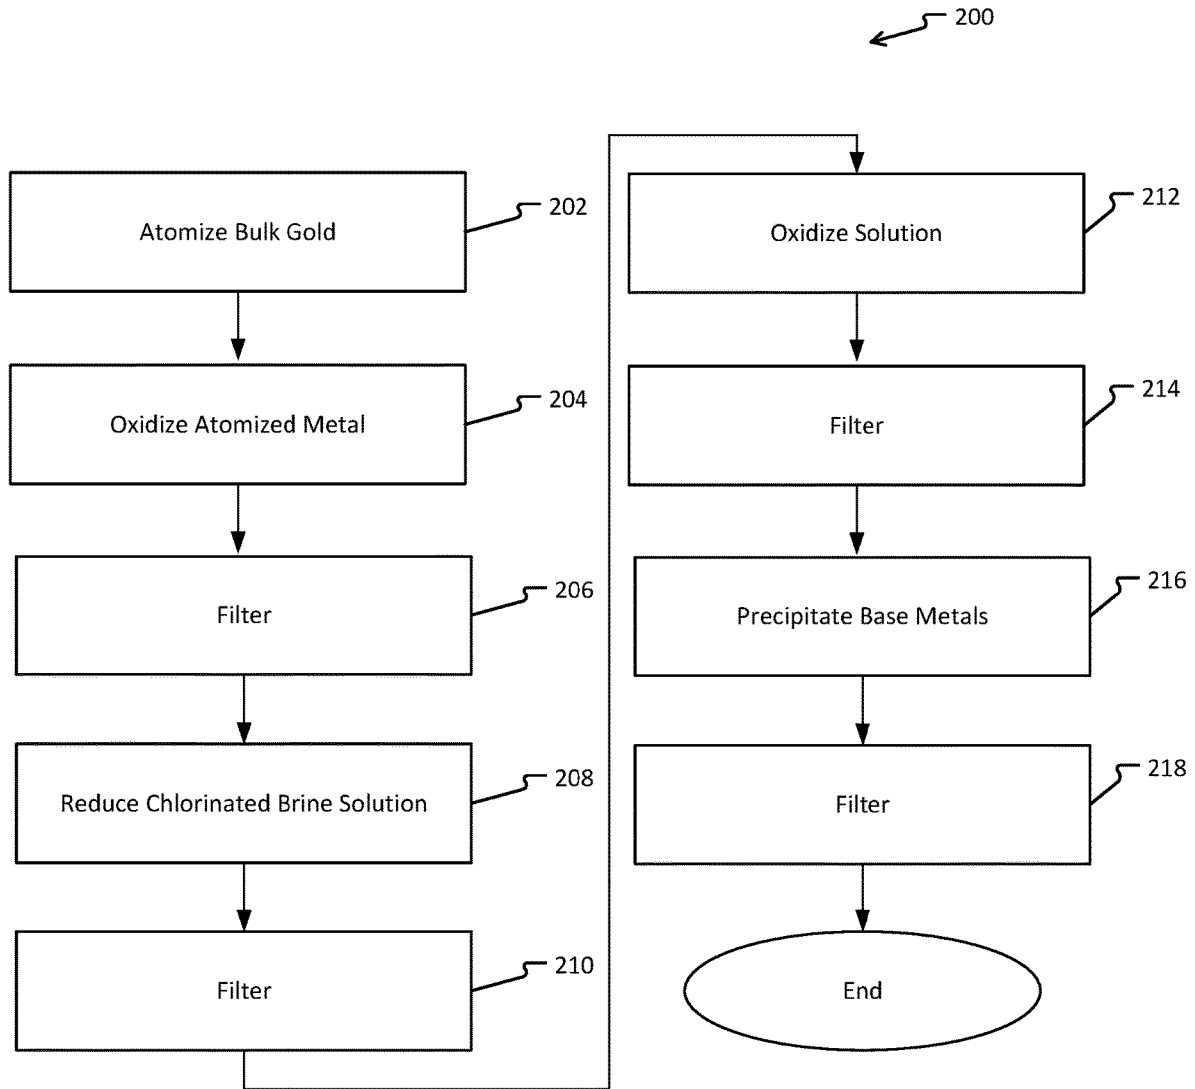 200
Atomize Bulk Gold
202
Oxidize Atomized Metal
204
Filter
206
Reduce Chlorinated Brine Solution
208
Filter
210
Oxidize Solution
212
Filter
214
Precipitate Base Metals
216
Filter
218
End